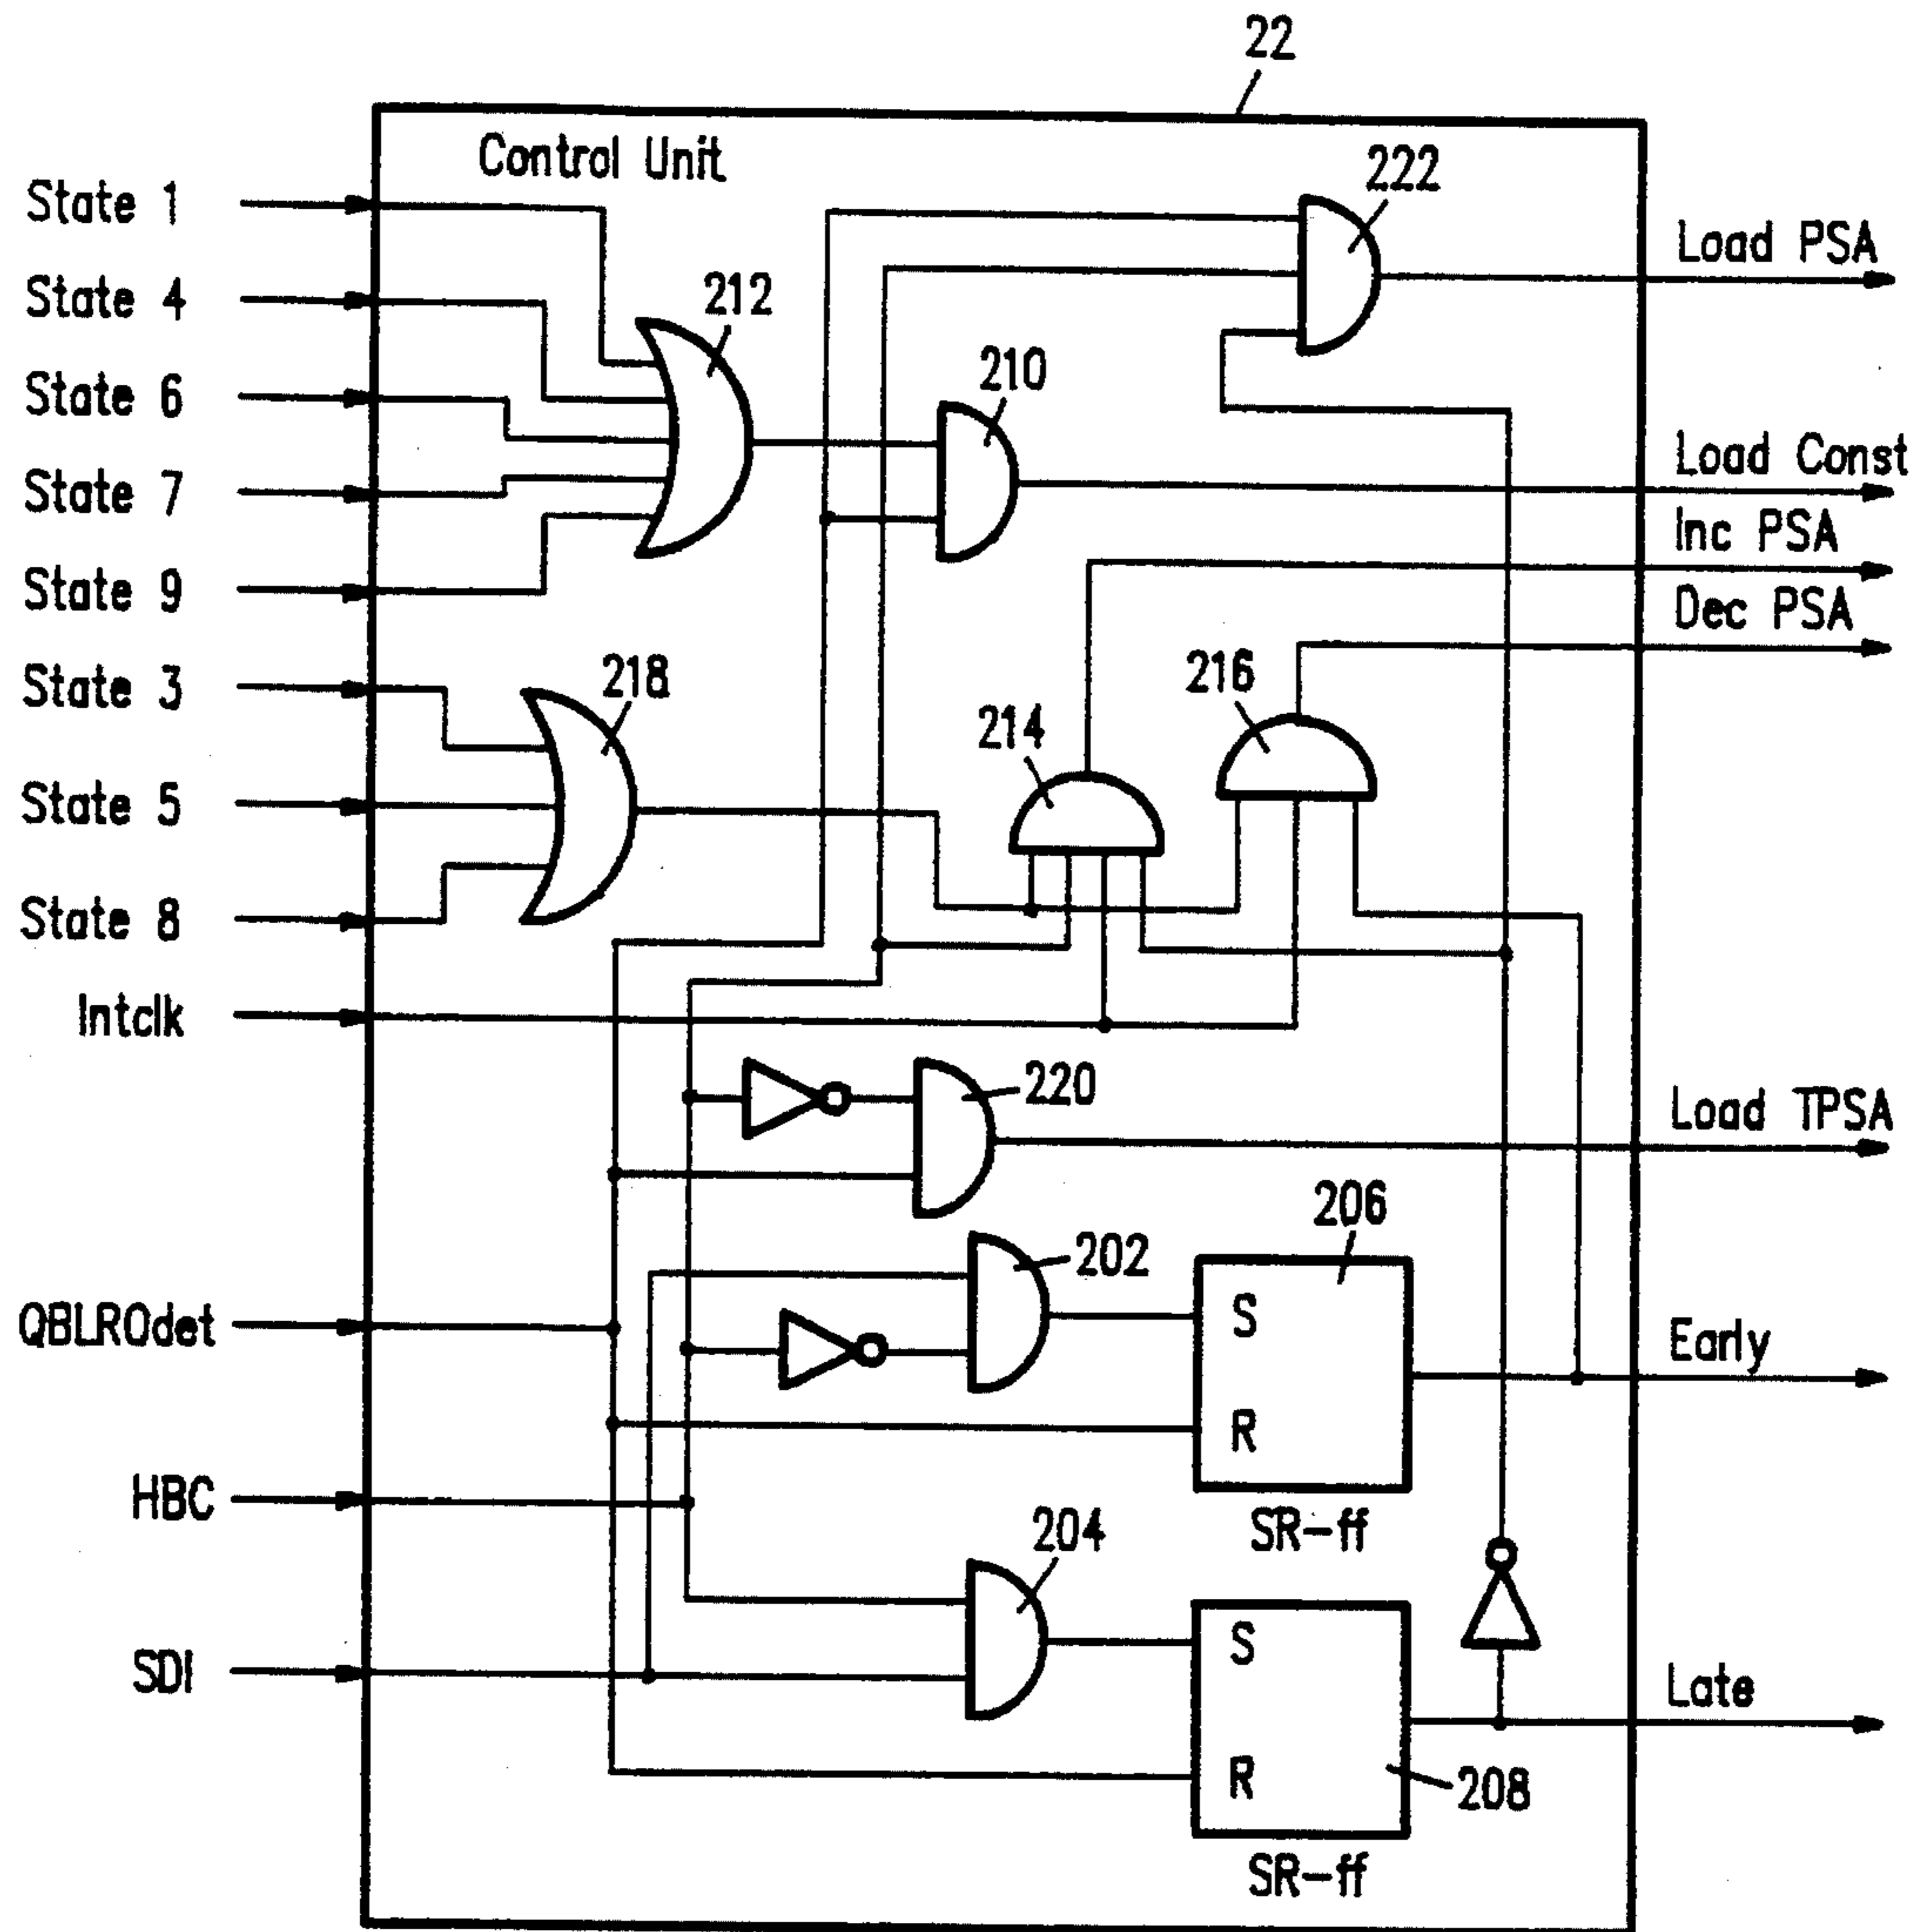 22
Control Unit
State 1
State 4
State 6
State 7
State 9
State 3
State 5
State 8
Intclk
QBLROdet
HBC
SDI
222
212
210
218
214
216
220
202
206
S
R
SR-ff
204
S
R
208
SR-ff
Load PSA
Load Const
Inc PSA
Dec PSA
Load TPSA
Early
Late